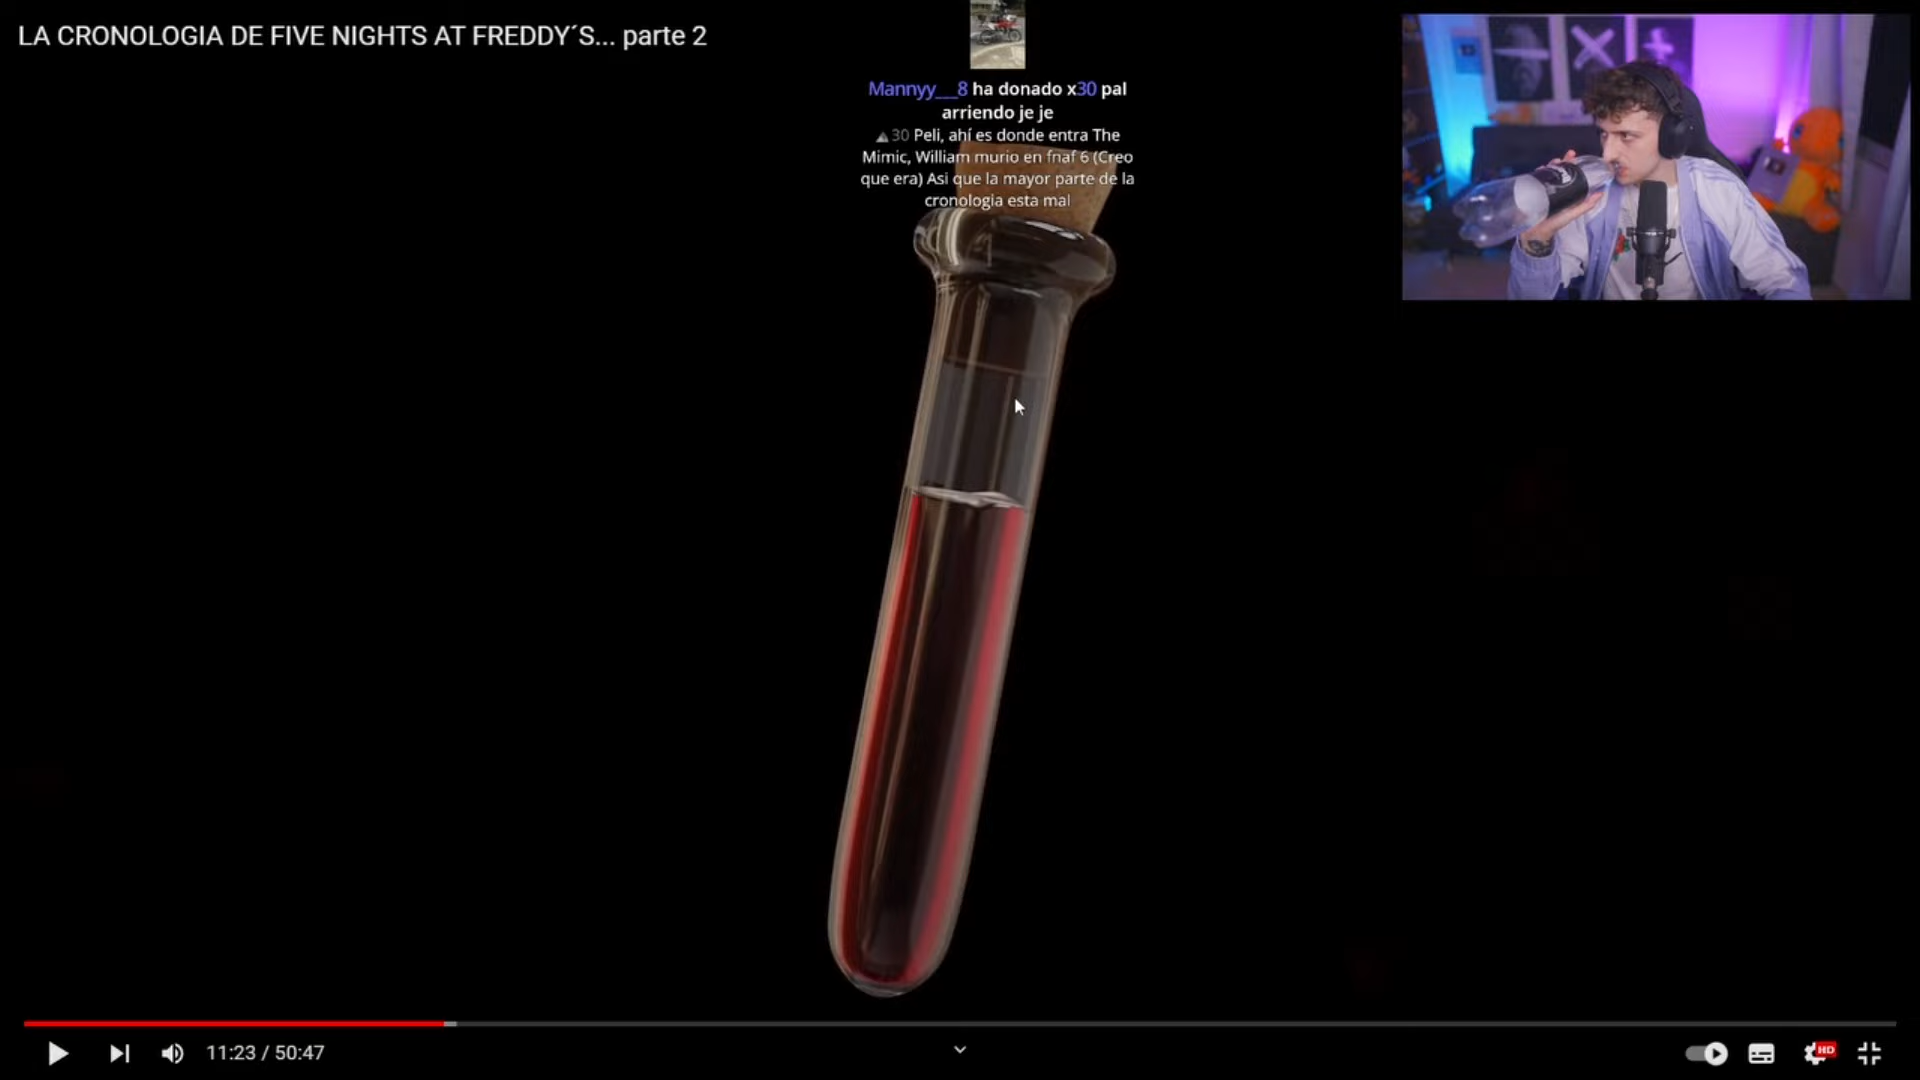 LA CRONOLOGIA DE FIVE NIGHTS AT FREDDY´S... parte 2
Mannyy___8 ha donado x30 pal
arriendo je je
30 Peli, ahí es donde entra The
Mimic, William murio en fnaf 6 (Creo
que era) Asi que la mayor parte de la
cronologia esta mal
11:23 / 50:47
HD